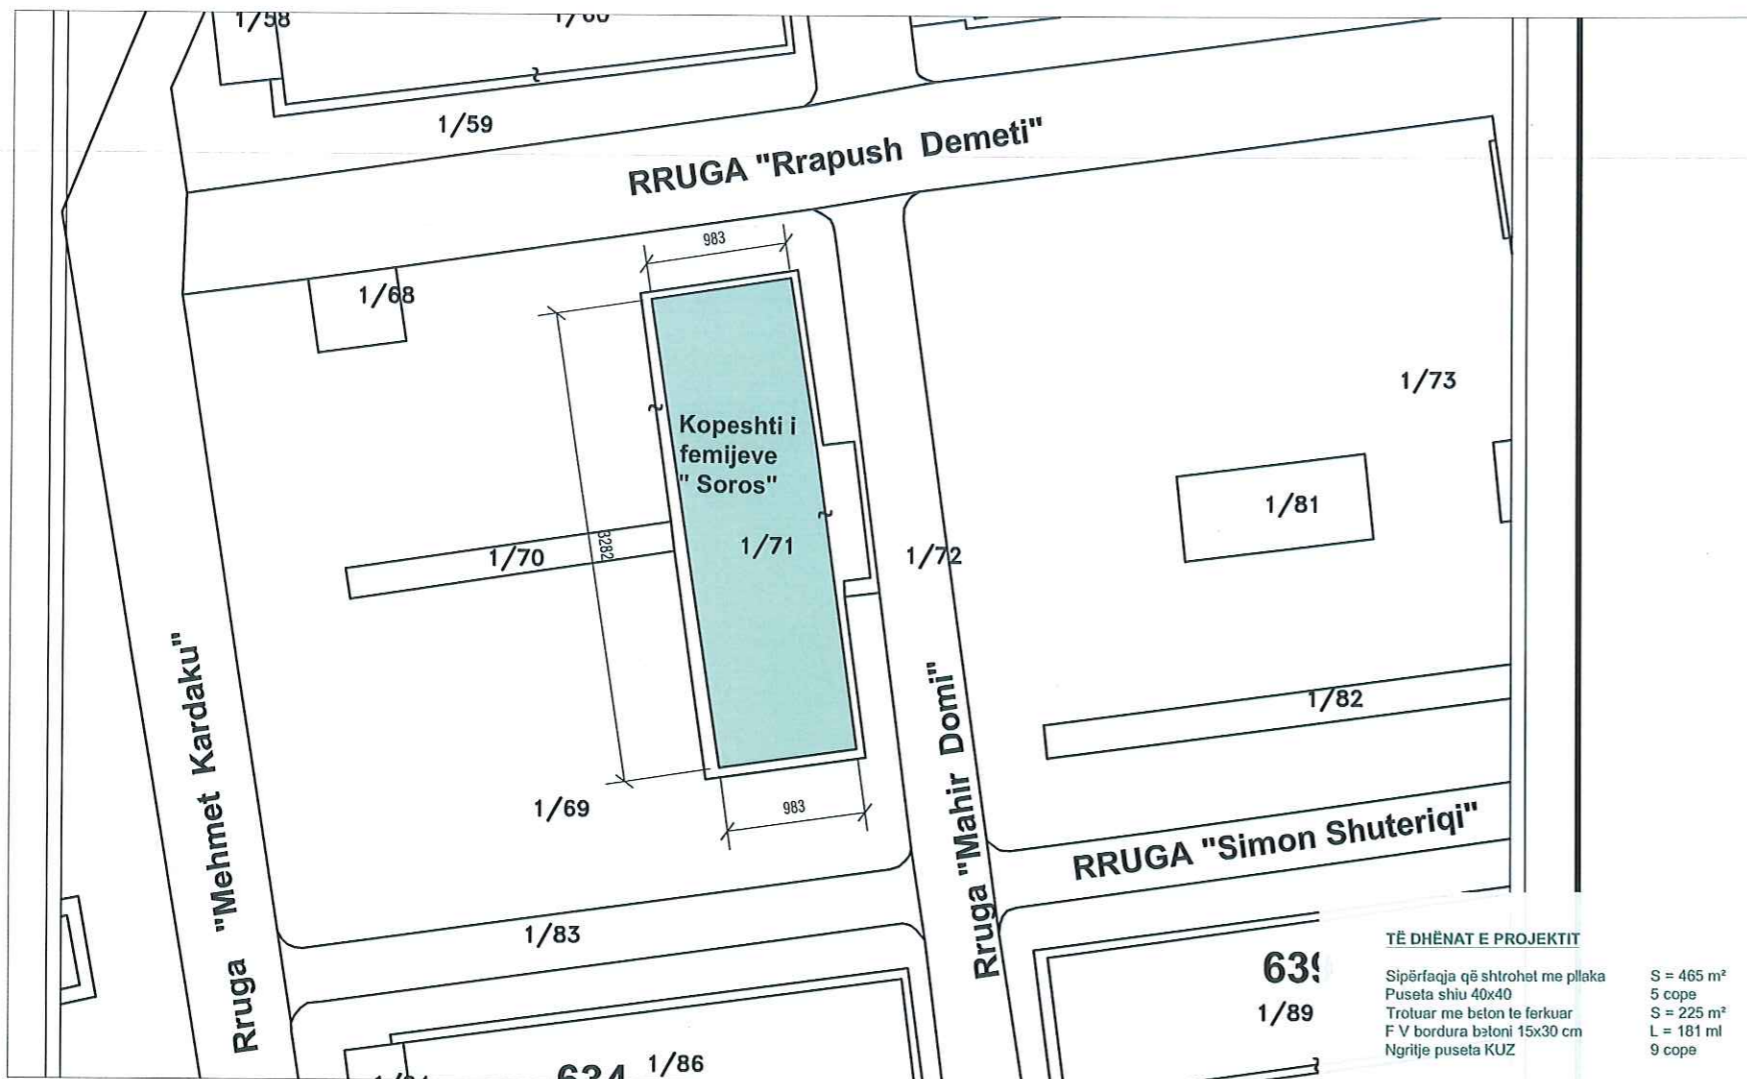 1/58
1/60
1/59
RRUGA "Rrapush Demeti"
983
1/68
1/73
Kopeshti i
femijeve
" Soros"
1/81
3282
1/70
1/71
1/72
1/82
Rruga "Mehmet Kardaku"
Rruga "Mahir Domi"
1/69
983
RRUGA "Simon Shuteriqi"
1/83
639
1/89
634
1/86
TË DHËNAT E PROJEKTIT
Sipërfaqja që shtrohet me pllaka S = 465 m²
Puseta shiu 40x40 5 cope
Trotuar me beton te ferkuar S = 225 m²
F V bordura betoni 15x30 cm L = 181 ml
Ngritje puseta KUZ 9 cope